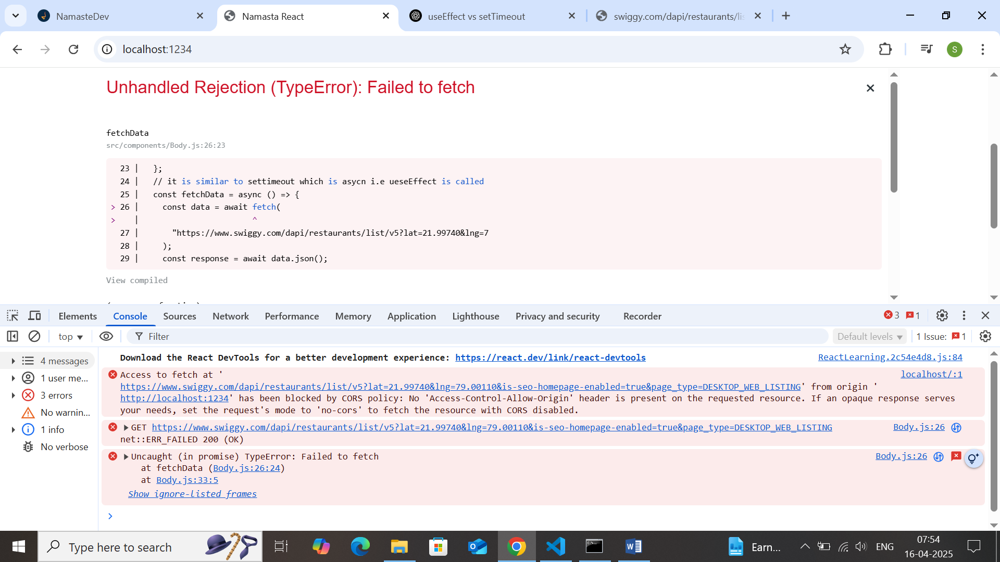 NamasteDev
Namasta React
useEffect vs setTimeout
swiggy.com/dapi/restaurants/lis
localhost:1234
S
Unhandled Rejection (TypeError): Failed to fetch
fetchData
src/components/Body.js:26:23
23 |   };
24 |   // it is similar to settimeout which is asycn i.e ueseEffect is called
25 |   const fetchData = async () => {
> 26 |     const data = await fetch(
>    |                        ^
27 |       "https://www.swiggy.com/dapi/restaurants/list/v5?lat=21.99740&lng=7
28 |     );
29 |     const response = await data.json();
View compiled
Elements Console Sources Network Performance Memory Application Lighthouse Privacy and security Recorder 3 1
top Filter Default levels 1 Issue: 1
4 messages
1 user me...
3 errors
No warnin...
1 info
No verbose
Download the React DevTools for a better development experience: https://react.dev/link/react-devtools ReactLearning.2c54e4d8.js:84
Access to fetch at ' localhost/:1
https://www.swiggy.com/dapi/restaurants/list/v5?lat=21.99740&lng=79.00110&is-seo-homepage-enabled=true&page_type=DESKTOP_WEB_LISTING' from origin '
http://localhost:1234' has been blocked by CORS policy: No 'Access-Control-Allow-Origin' header is present on the requested resource. If an opaque response serves
your needs, set the request's mode to 'no-cors' to fetch the resource with CORS disabled.
GET https://www.swiggy.com/dapi/restaurants/list/v5?lat=21.99740&lng=79.00110&is-seo-homepage-enabled=true&page_type=DESKTOP_WEB_LISTING Body.js:26
net::ERR_FAILED 200 (OK)
Uncaught (in promise) TypeError: Failed to fetch Body.js:26
at fetchData (Body.js:26:24)
at Body.js:33:5
Show ignore-listed frames
Type here to search
Earn...
ENG
07:54
16-04-2025